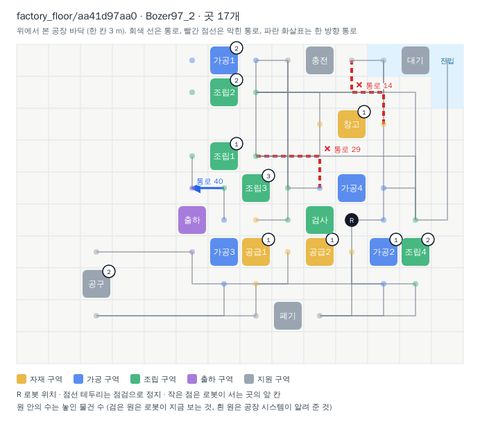 factory_floor/aa41d97aa0 · Bozer97_2 · 곳 17개
위에서 본 공장 바닥 (한 칸 3 m). 회색 선은 통로, 빨간 점선은 막힌 통로, 파란 화살표는 한 방향 통로
가공1 2
충전
대기
조립2 2
✕ 통로 14
창고 1
조립1 1
✕ 통로 29
통로 40
조립3 3
가공4
출하
검사
R
가공3
공급1 1
공급2 1
가공2 1
조립4 2
공구 2
폐기
자재 구역
가공 구역
조립 구역
출하 구역
지원 구역
R 로봇 위치 · 점선 테두리는 점검으로 정지 · 작은 점은 로봇이 서는 곳의 앞 칸
원 안의 수는 놓인 물건 수 (검은 원은 로봇이 지금 보는 것, 흰 원은 공장 시스템이 알려 준 것)